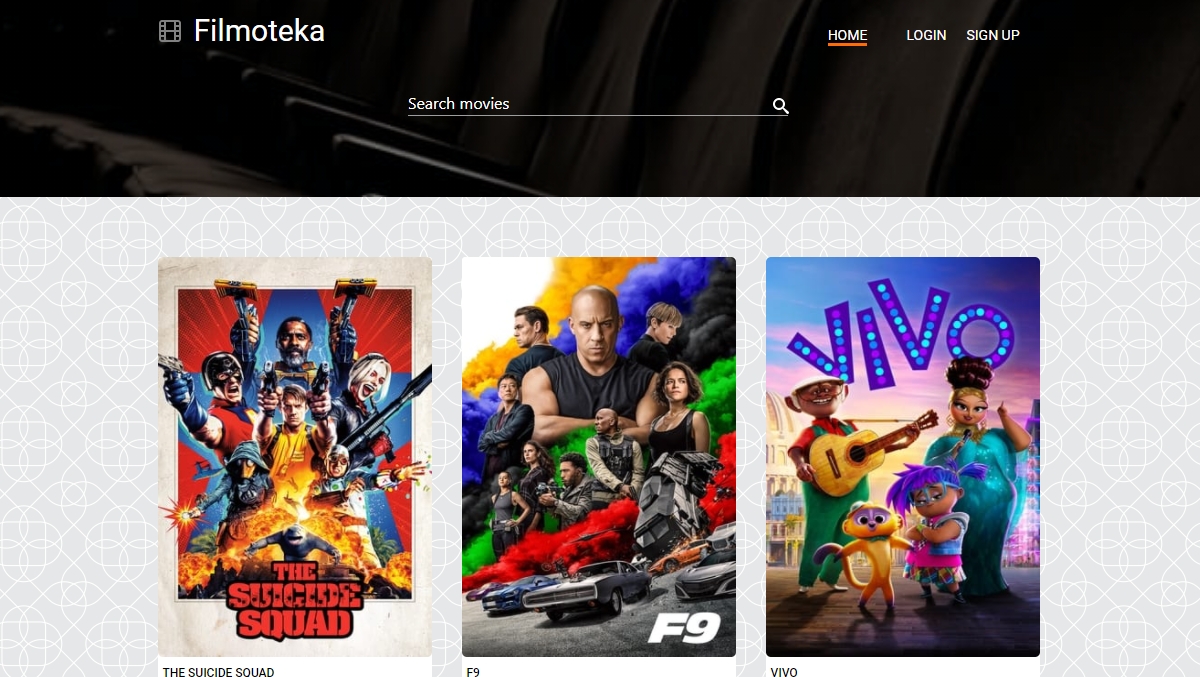 Filmoteka
HOME LOGIN SIGN UP
Search movies
THE
SUICIDE
SQUAD
F9
VIVO
THE SUICIDE SQUAD
F9
VIVO